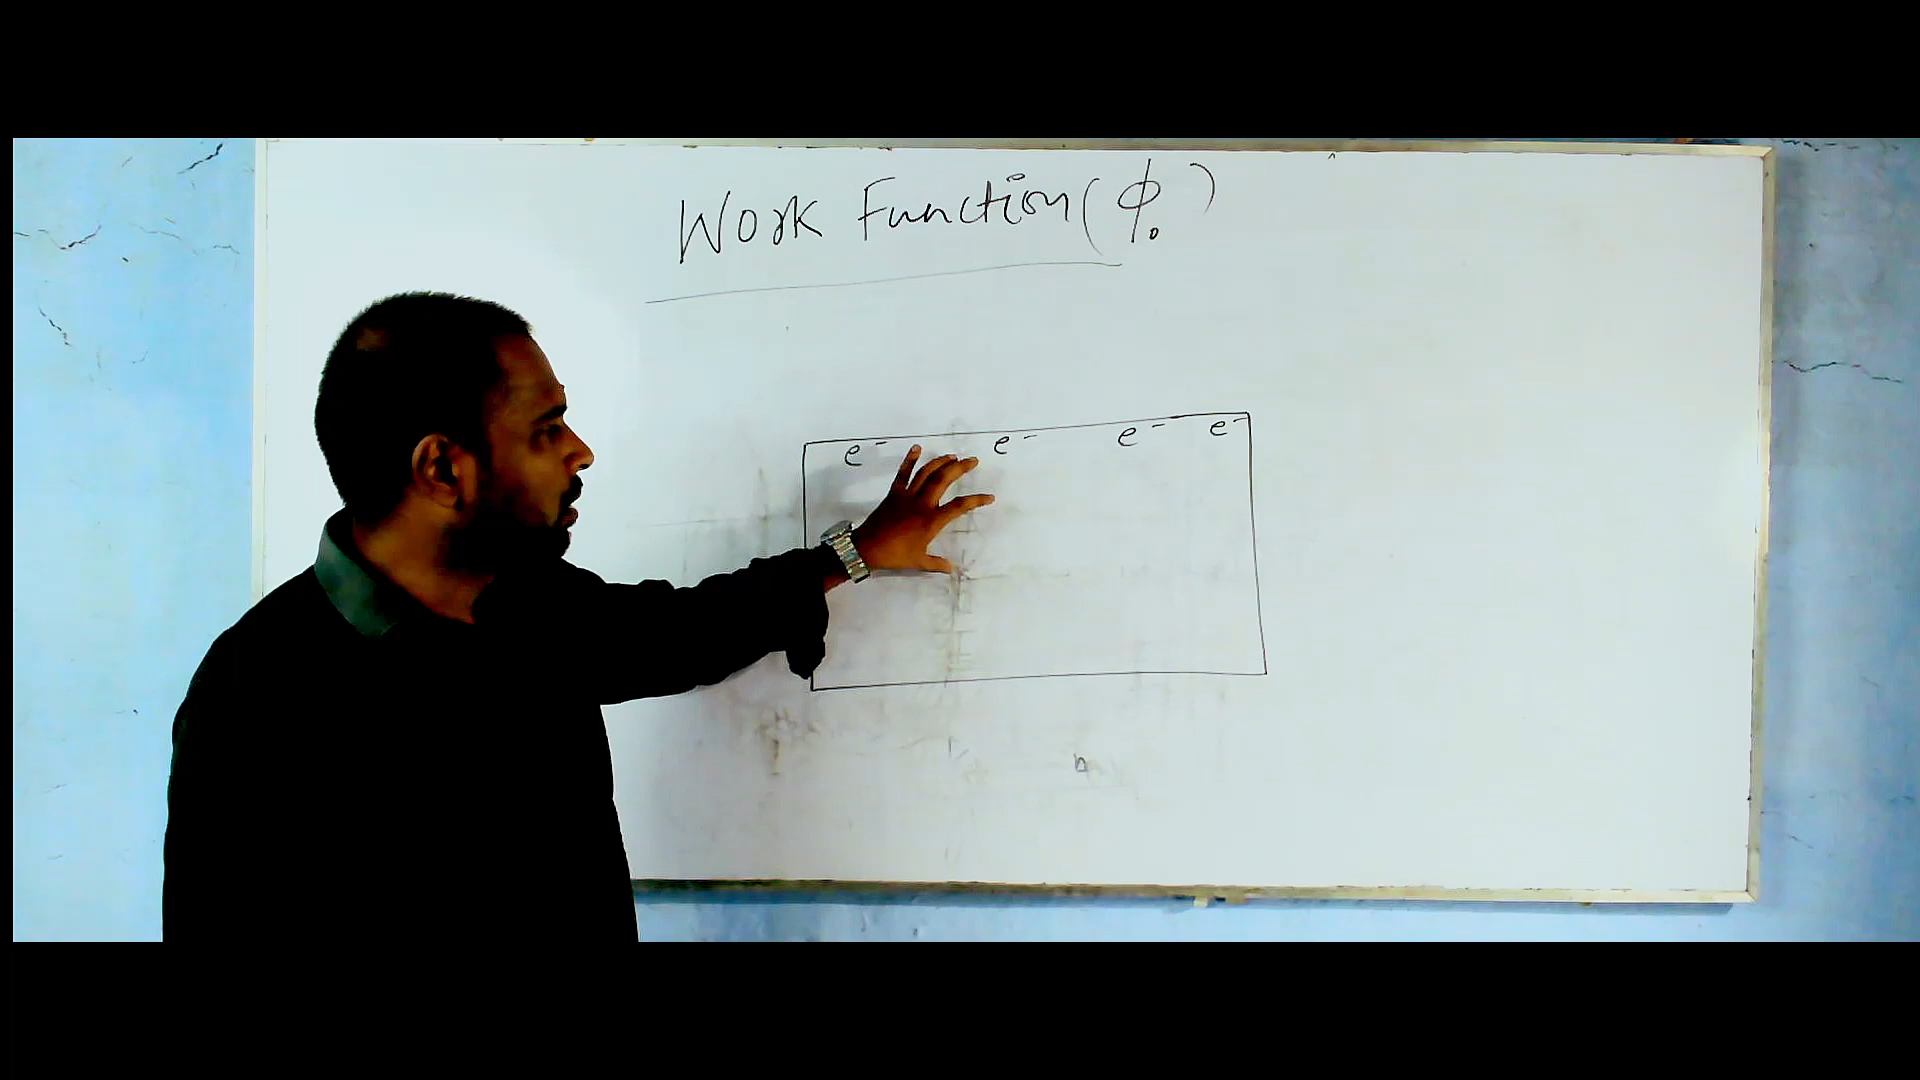 Work Function (ϕ₀)
e⁻ e⁻ e⁻ e⁻